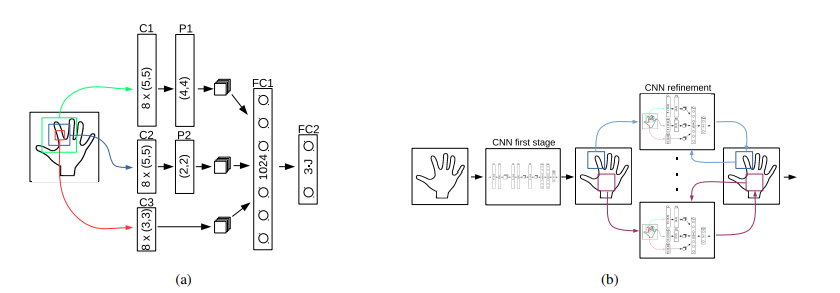 C1
P1
8 x (5,5)
(4,4)
C2
P2
8 x (5,5)
(2,2)
C3
8 x (3,3)
FC1
1024
FC2
3·J
(a)
CNN first stage
CNN refinement
(b)